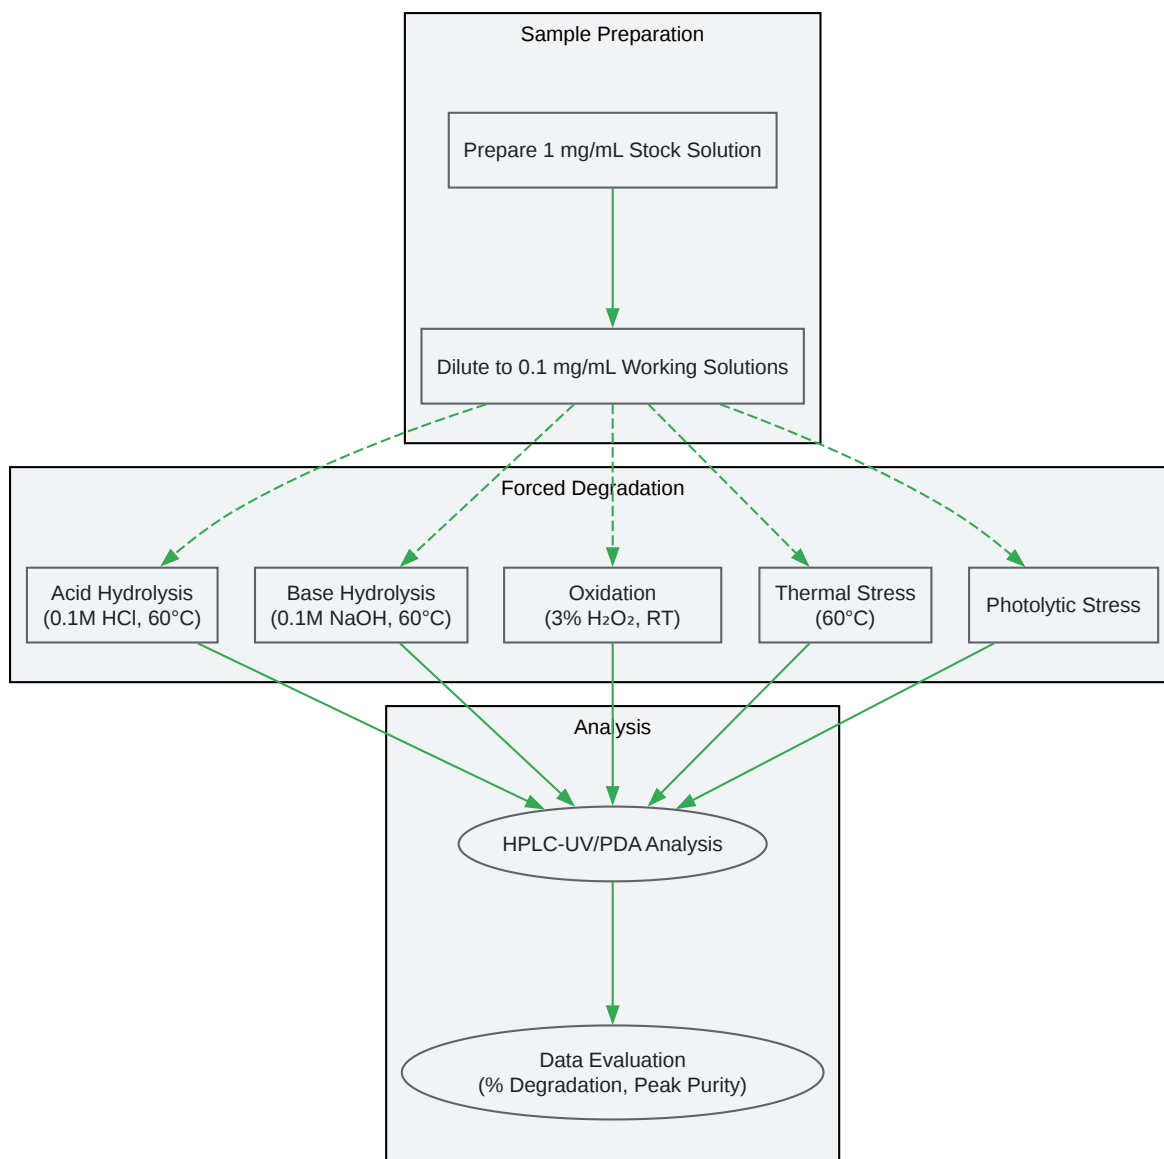 Sample Preparation
Prepare 1 mg/mL Stock Solution
Dilute to 0.1 mg/mL Working Solutions
Forced Degradation
Acid Hydrolysis
(0.1M HCl, 60°C)
Base Hydrolysis
(0.1M NaOH, 60°C)
Oxidation
(3% H₂O₂, RT)
Thermal Stress
(60°C)
Photolytic Stress
Analysis
HPLC-UV/PDA Analysis
Data Evaluation
(% Degradation, Peak Purity)